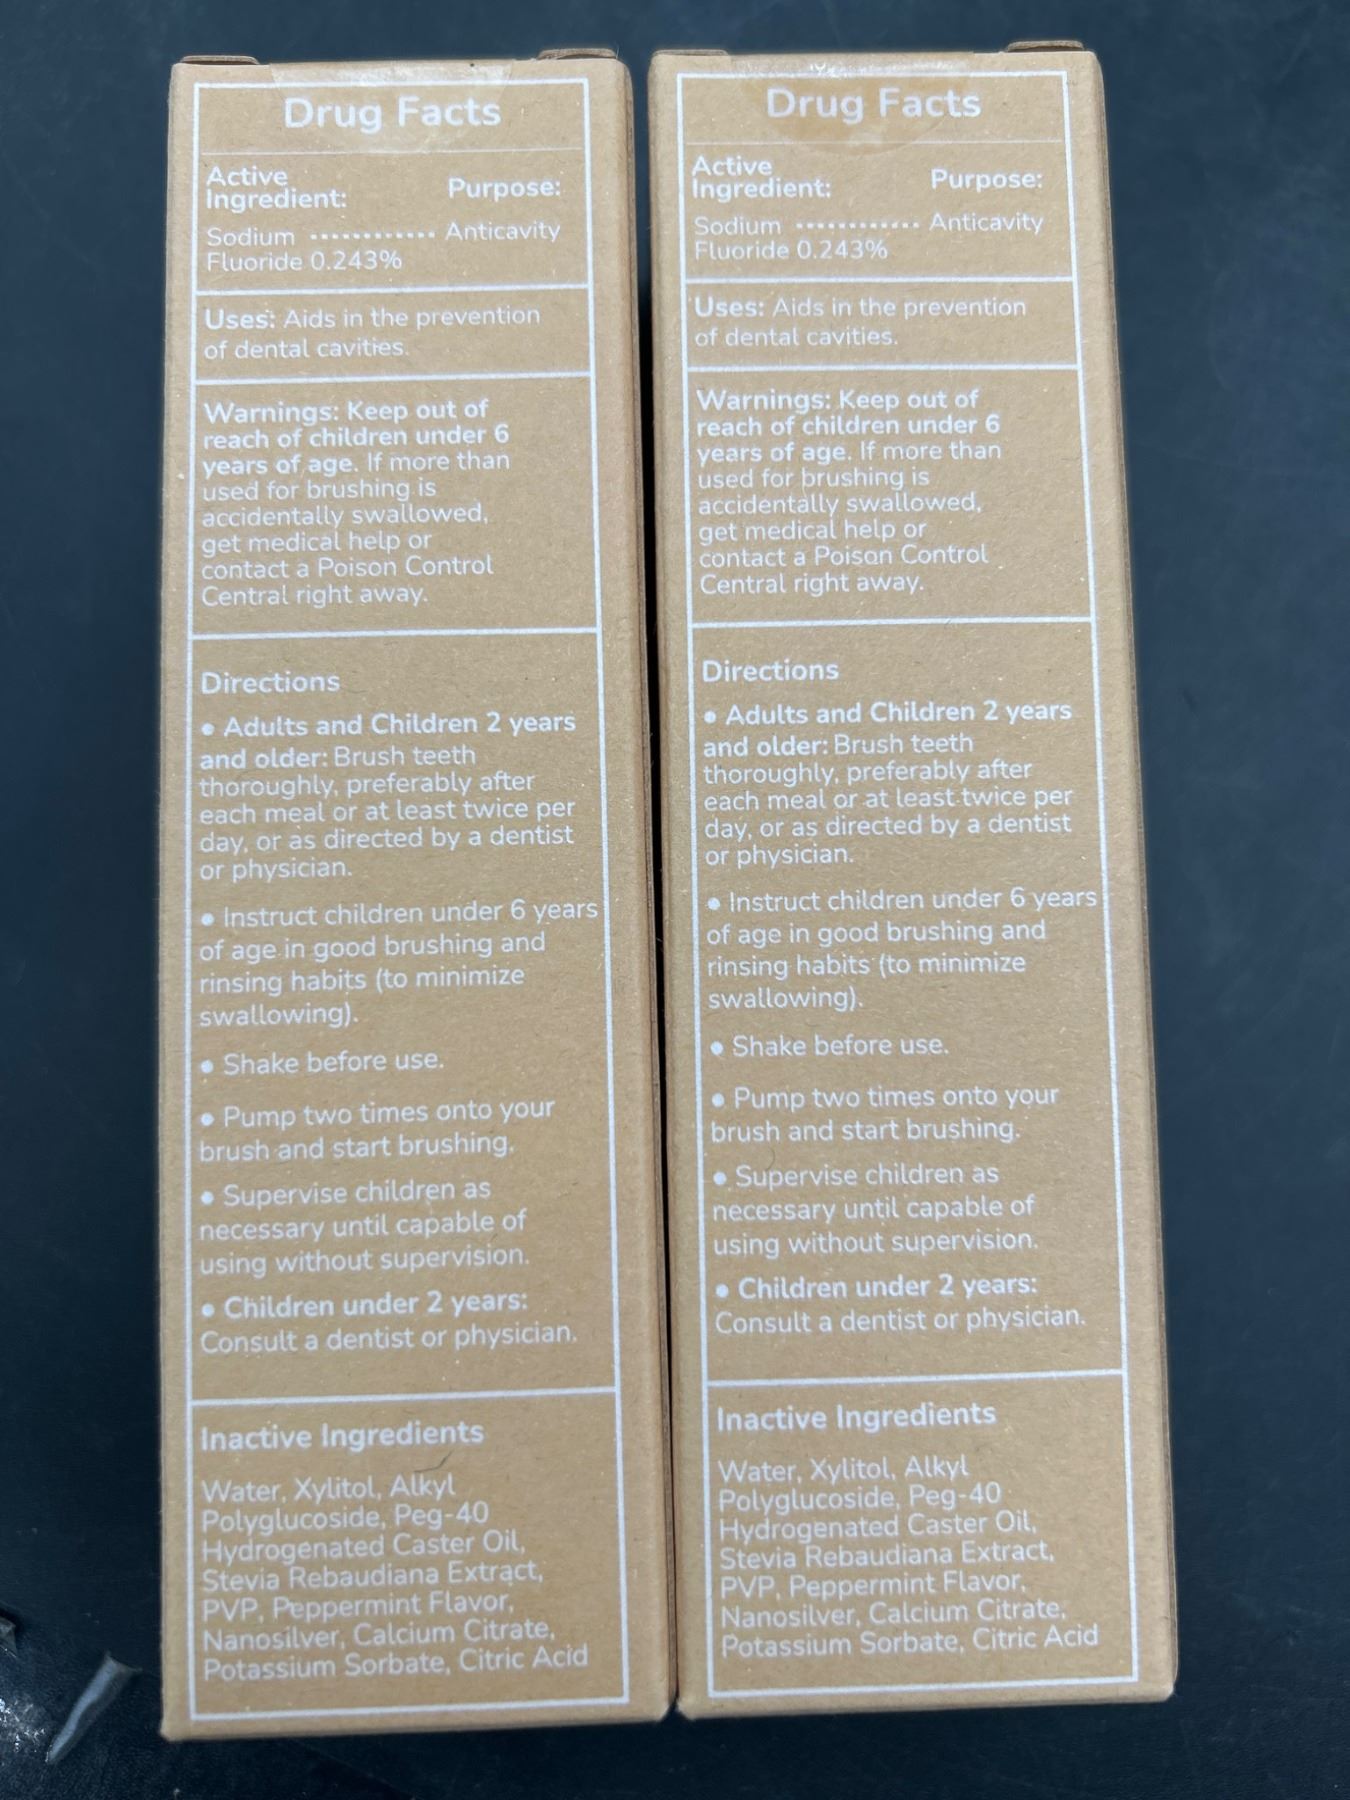 Drug Facts
Active
Ingredient:
Purpose:
Sodium ............ Anticavity
Fluoride 0.243%
Uses: Aids in the prevention
of dental cavities.
Warnings: Keep out of
reach of children under 6
years of age. If more than
used for brushing is
accidentally swallowed,
get medical help or
contact a Poison Control
Central right away.
Directions
• Adults and Children 2 years
and older: Brush teeth
thoroughly, preferably after
each meal or at least twice per
day, or as directed by a dentist
or physician.
• Instruct children under 6 years
of age in good brushing and
rinsing habits (to minimize
swallowing).
• Shake before use.
• Pump two times onto your
brush and start brushing.
• Supervise children as
necessary until capable of
using without supervision.
• Children under 2 years:
Consult a dentist or physician.
Inactive Ingredients
Water, Xylitol, Alkyl
Polyglucoside, Peg-40
Hydrogenated Caster Oil,
Stevia Rebaudiana Extract,
PVP, Peppermint Flavor,
Nanosilver, Calcium Citrate,
Potassium Sorbate, Citric Acid
Drug Facts
Active
Ingredient:
Purpose:
Sodium ............ Anticavity
Fluoride 0.243%
Uses: Aids in the prevention
of dental cavities.
Warnings: Keep out of
reach of children under 6
years of age. If more than
used for brushing is
accidentally swallowed,
get medical help or
contact a Poison Control
Central right away.
Directions
• Adults and Children 2 years
and older: Brush teeth
thoroughly, preferably after
each meal or at least twice per
day, or as directed by a dentist
or physician.
• Instruct children under 6 years
of age in good brushing and
rinsing habits (to minimize
swallowing).
• Shake before use.
• Pump two times onto your
brush and start brushing.
• Supervise children as
necessary until capable of
using without supervision.
• Children under 2 years:
Consult a dentist or physician.
Inactive Ingredients
Water, Xylitol, Alkyl
Polyglucoside, Peg-40
Hydrogenated Caster Oil,
Stevia Rebaudiana Extract,
PVP, Peppermint Flavor,
Nanosilver, Calcium Citrate,
Potassium Sorbate, Citric Acid